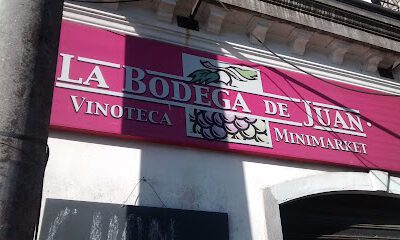 La Bodega de Juan.
Vinoteca
Minimarket